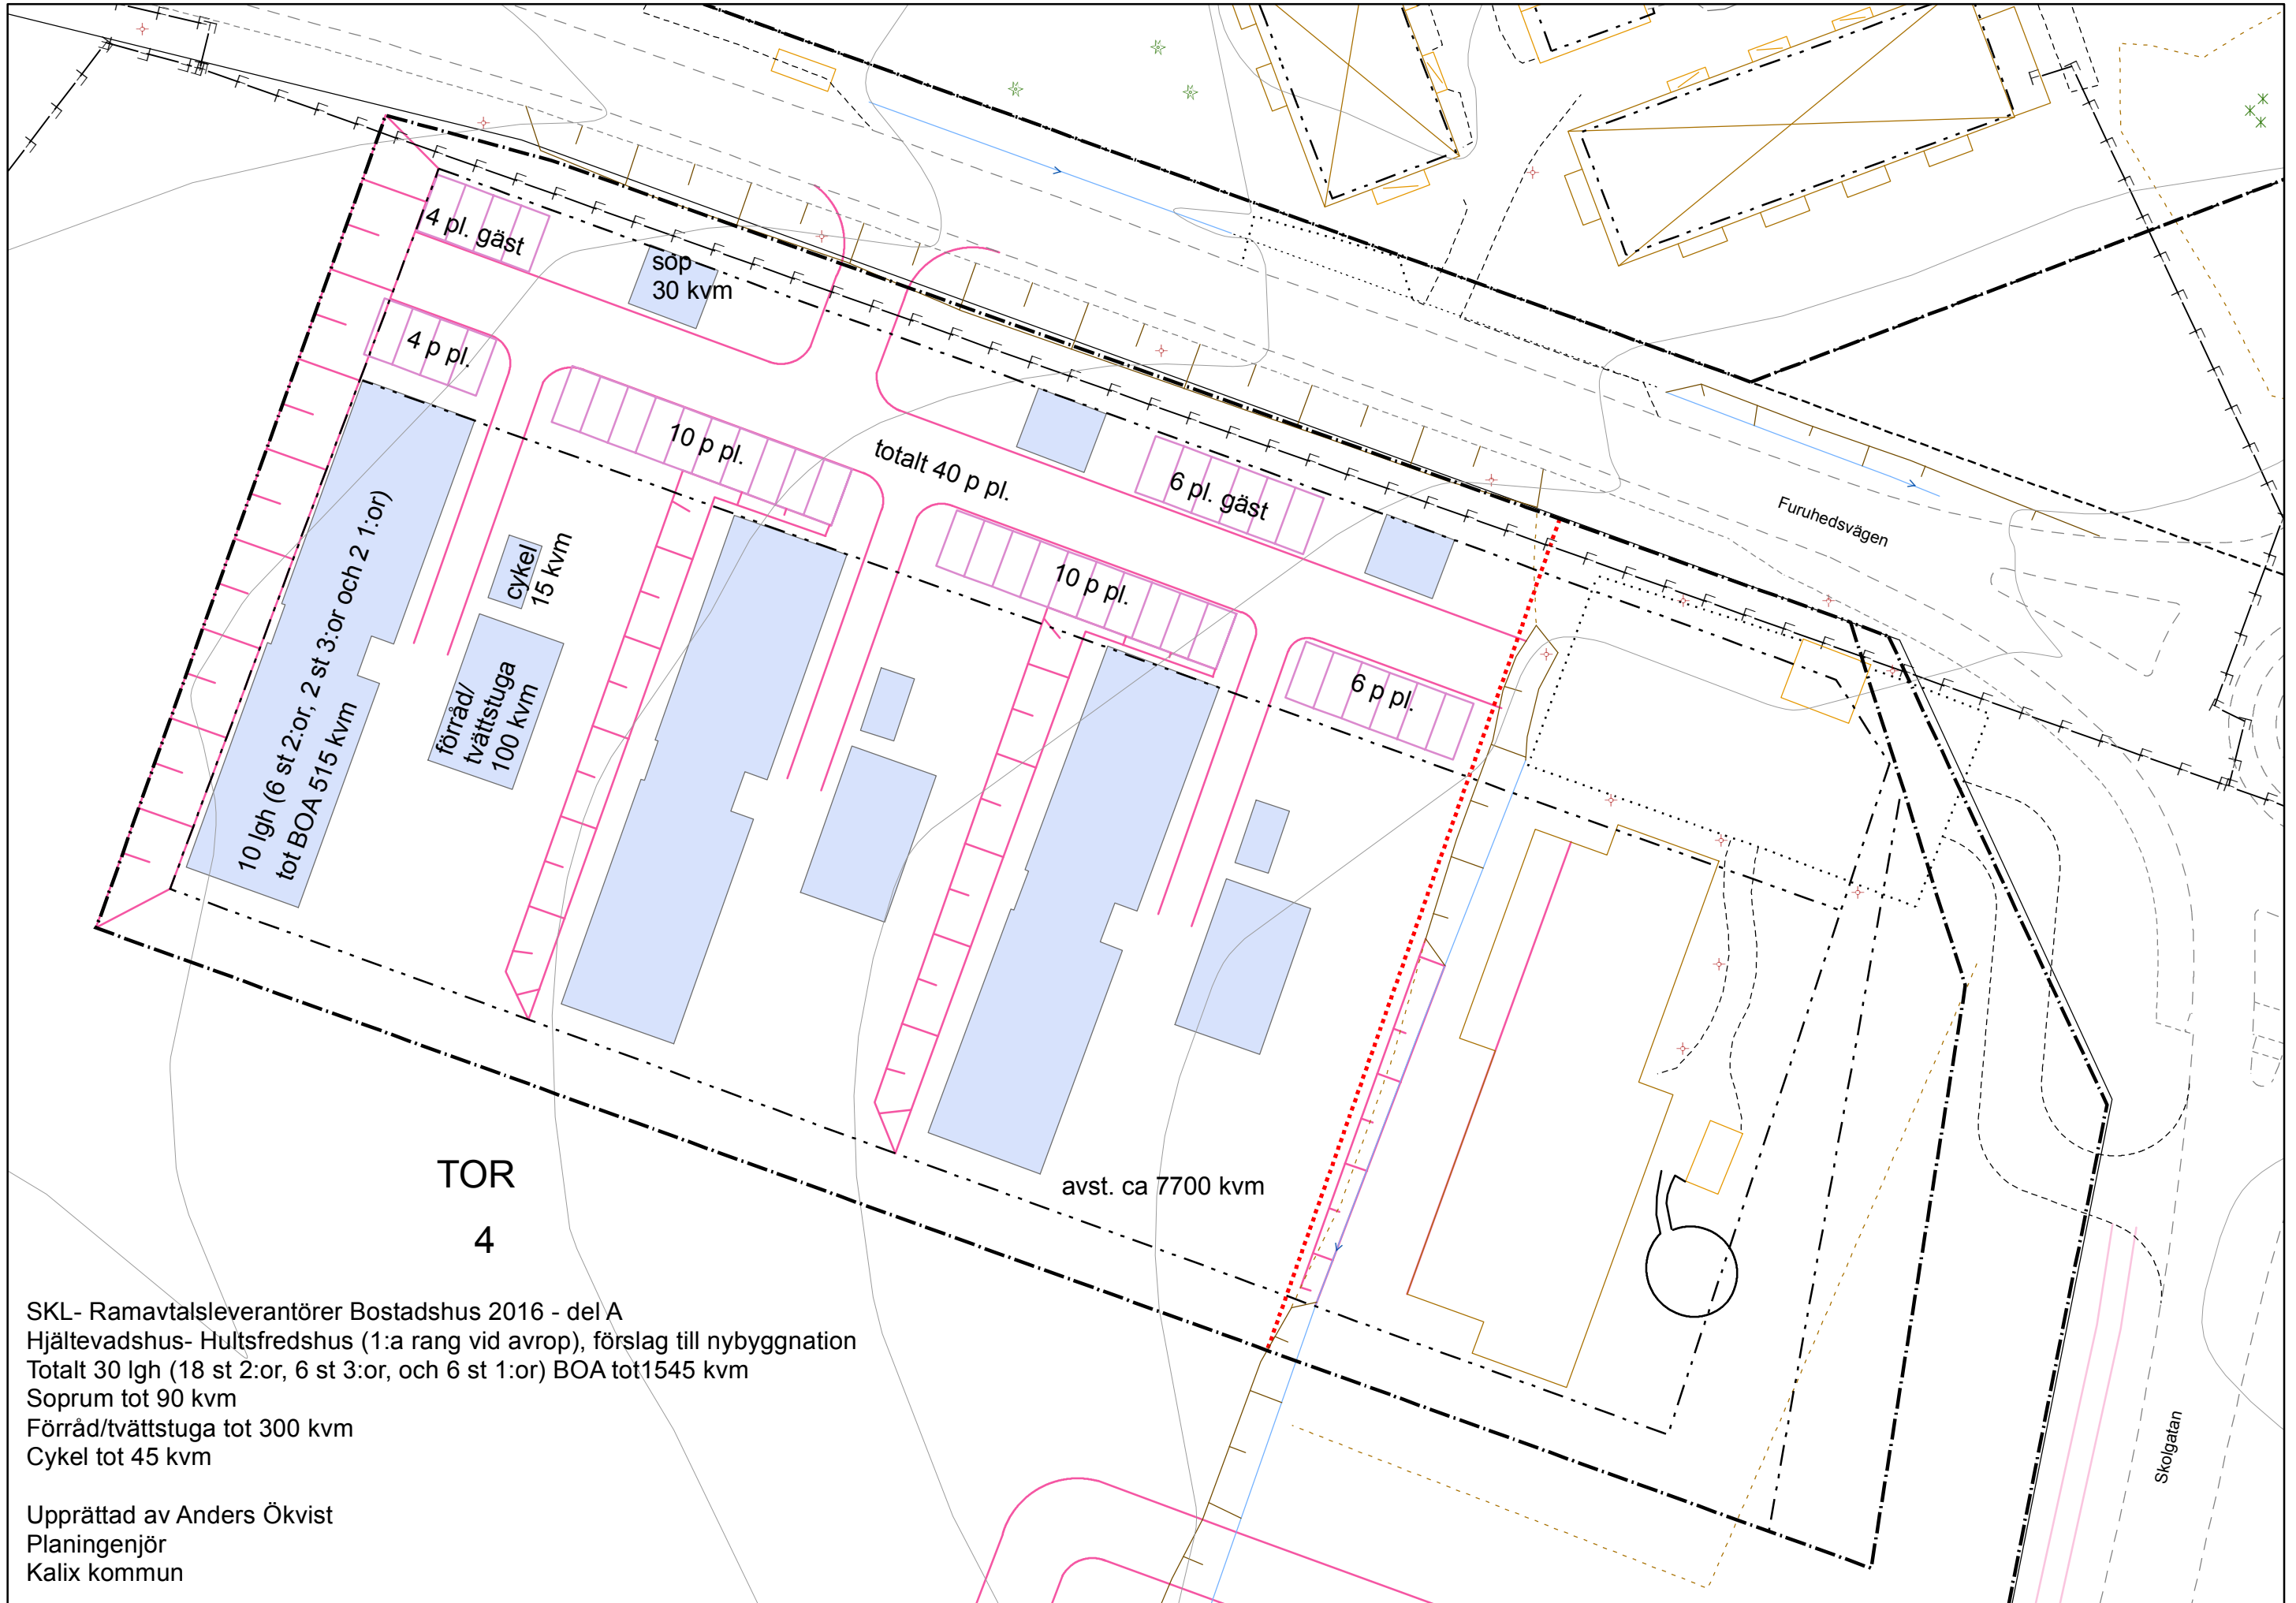 4 pl. gäst
sop
30 kvm
4 p pl.
10 p pl.
totalt 40 p pl.
6 pl. gäst
Furuhedsvägen
10 lgh (6 st 2:or, 2 st 3:or och 2 1:or)
tot BOA 515 kvm
cykel
15 kvm
förråd/
tvättstuga
100 kvm
10 p pl.
6 p pl.
TOR
4
avst. ca 7700 kvm
SKL- Ramavtalsleverantörer Bostadshus 2016 - del A
Hjältevadshus- Hultsfredshus (1:a rang vid avrop), förslag till nybyggnation
Totalt 30 lgh (18 st 2:or, 6 st 3:or, och 6 st 1:or) BOA tot1545 kvm
Soprum tot 90 kvm
Förråd/tvättstuga tot 300 kvm
Cykel tot 45 kvm
Upprättad av Anders Ökvist
Planingenjör
Kalix kommun
Skolgatan